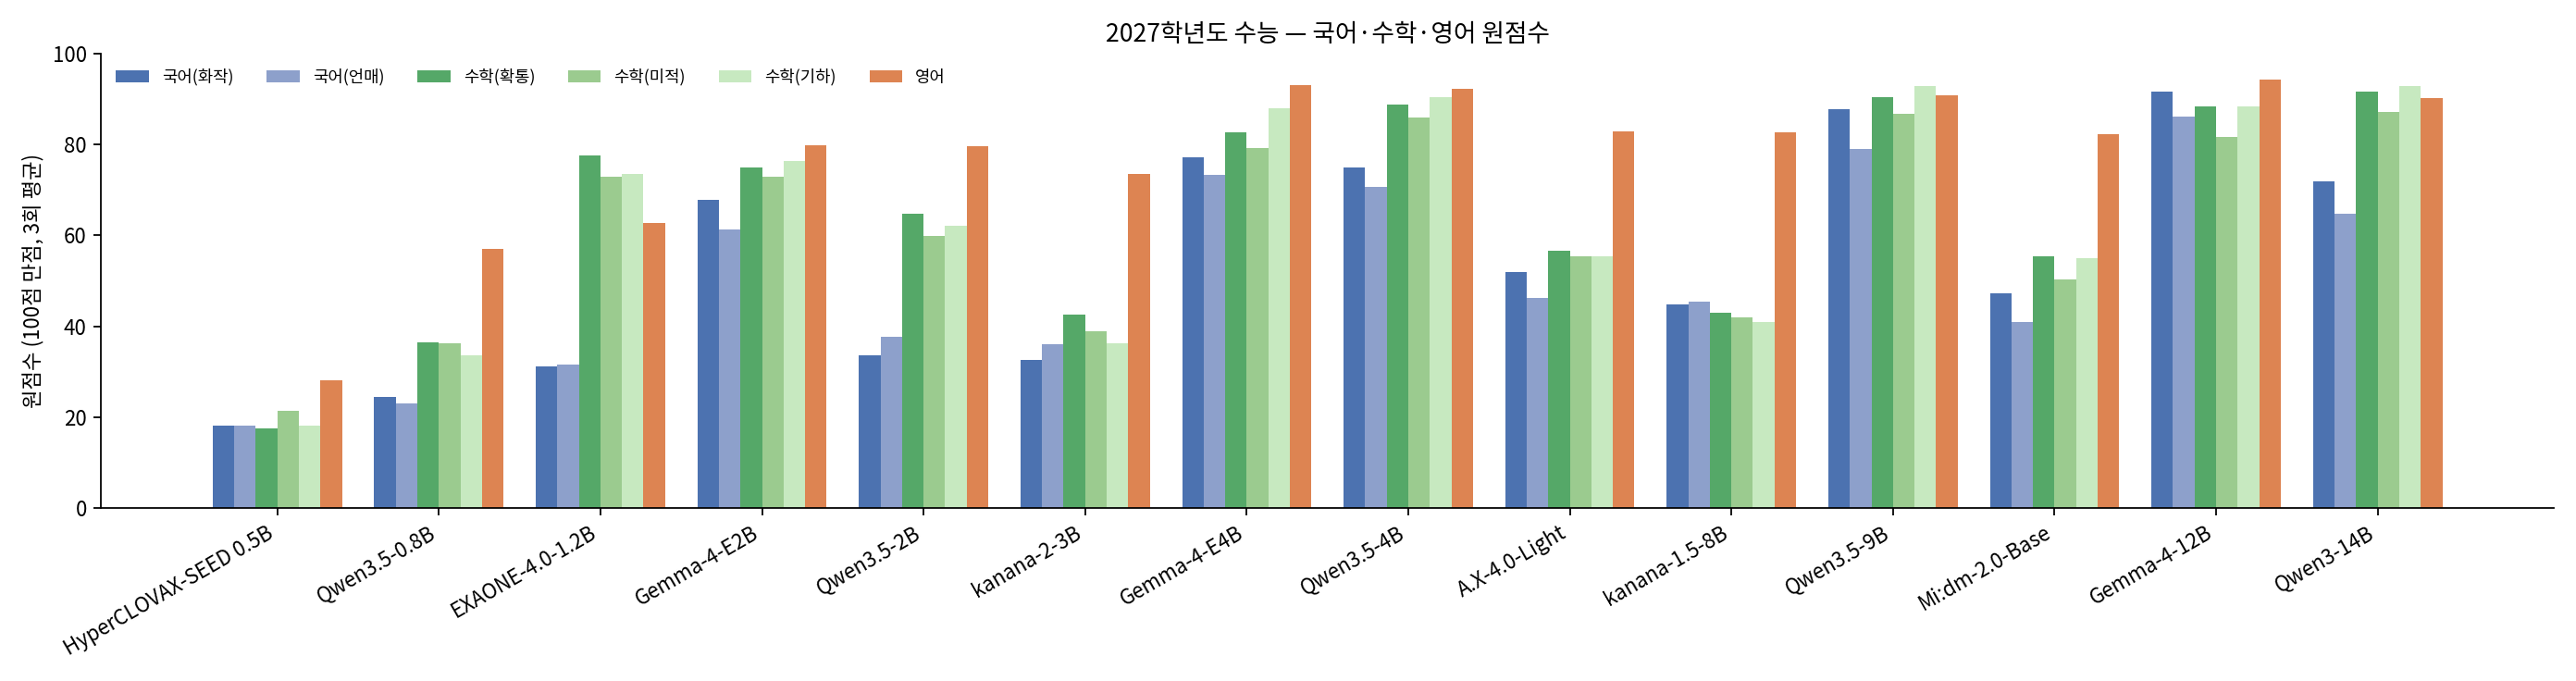 2027학년도 수능 — 국어·수학·영어 원점수
원점수 (100점 만점, 3회 평균)
100
80
60
40
20
0
국어(화작)
국어(언매)
수학(확통)
수학(미적)
수학(기하)
영어
HyperCLOVAX-SEED 0.5B
Qwen3.5-0.8B
EXAONE-4.0-1.2B
Gemma-4-E2B
Qwen3.5-2B
kanana-2-3B
Gemma-4-E4B
Qwen3.5-4B
A.X-4.0-Light
kanana-1.5-8B
Qwen3.5-9B
Mi:dm-2.0-Base
Gemma-4-12B
Qwen3-14B